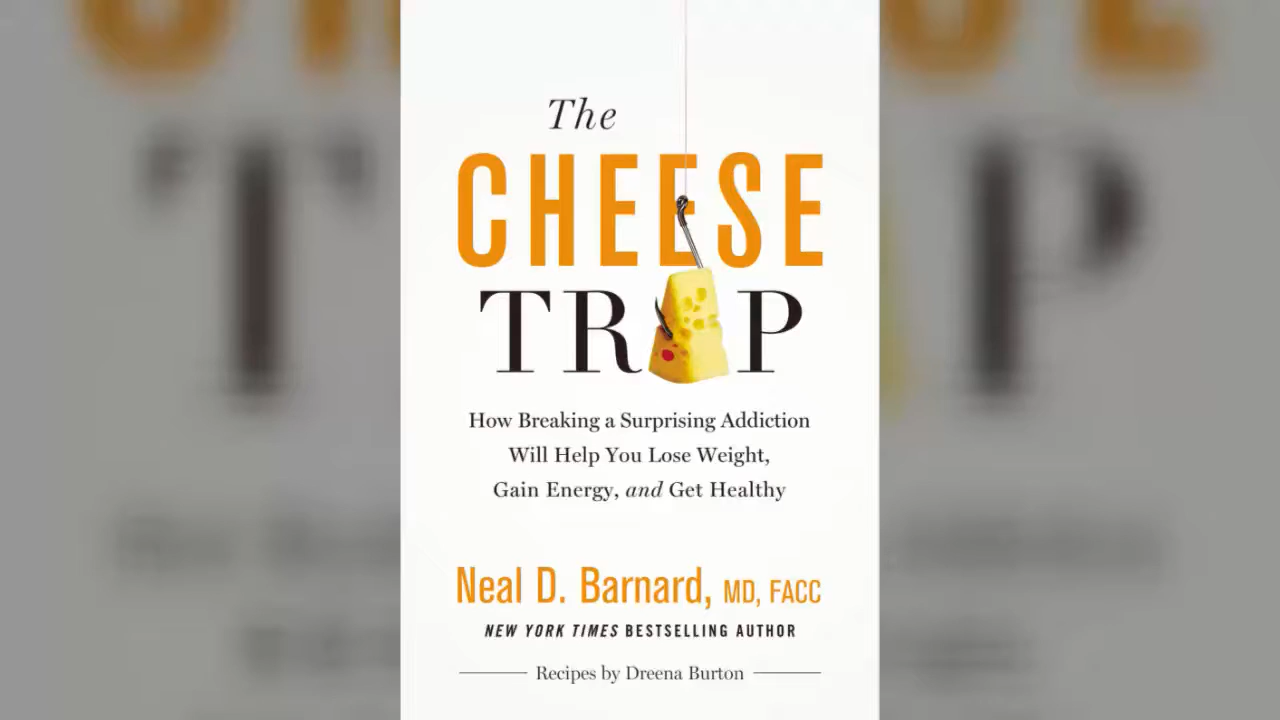 The
CHEESE
TRAP
How Breaking a Surprising Addiction
Will Help You Lose Weight,
Gain Energy, and Get Healthy
Neal D. Barnard, MD, FACC
NEW YORK TIMES BESTSELLING AUTHOR
Recipes by Dreena Burton